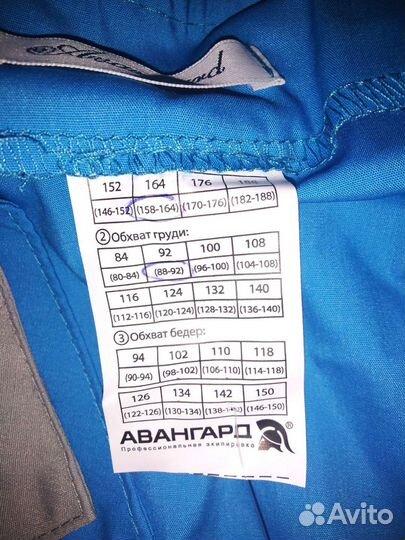 152 164 176 188
(146-152) (158-164) (170-176) (182-188)
② Обхват груди:
84 92 100 108
(80-84) (88-92) (96-100) (104-108)
116 124 132 140
(112-116) (120-124) (128-132) (136-140)
③ Обхват бедер:
94 102 110 118
(90-94) (98-102) (106-110) (114-118)
126 134 142 150
(122-126) (130-134) (138-142) (146-150)
АВАНГАРД®
Профессиональная экипировка
Avito